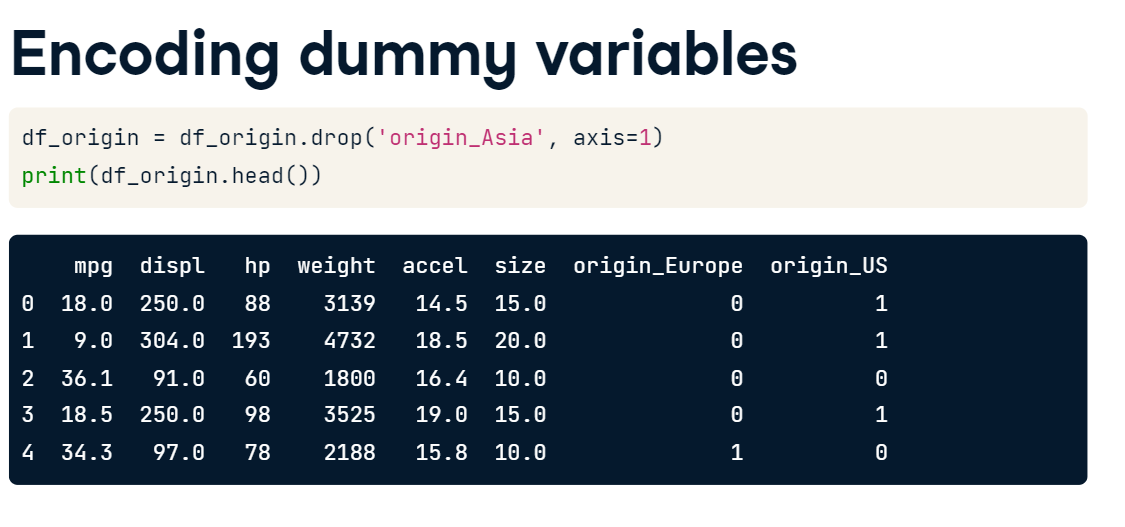 Encoding dummy variables
df_origin = df_origin.drop('origin_Asia', axis=1)
print(df_origin.head())
mpg displ hp weight accel size origin_Europe origin_US
0 18.0 250.0 88 3139 14.5 15.0 0 1
1 9.0 304.0 193 4732 18.5 20.0 0 1
2 36.1 91.0 60 1800 16.4 10.0 0 0
3 18.5 250.0 98 3525 19.0 15.0 0 1
4 34.3 97.0 78 2188 15.8 10.0 1 0